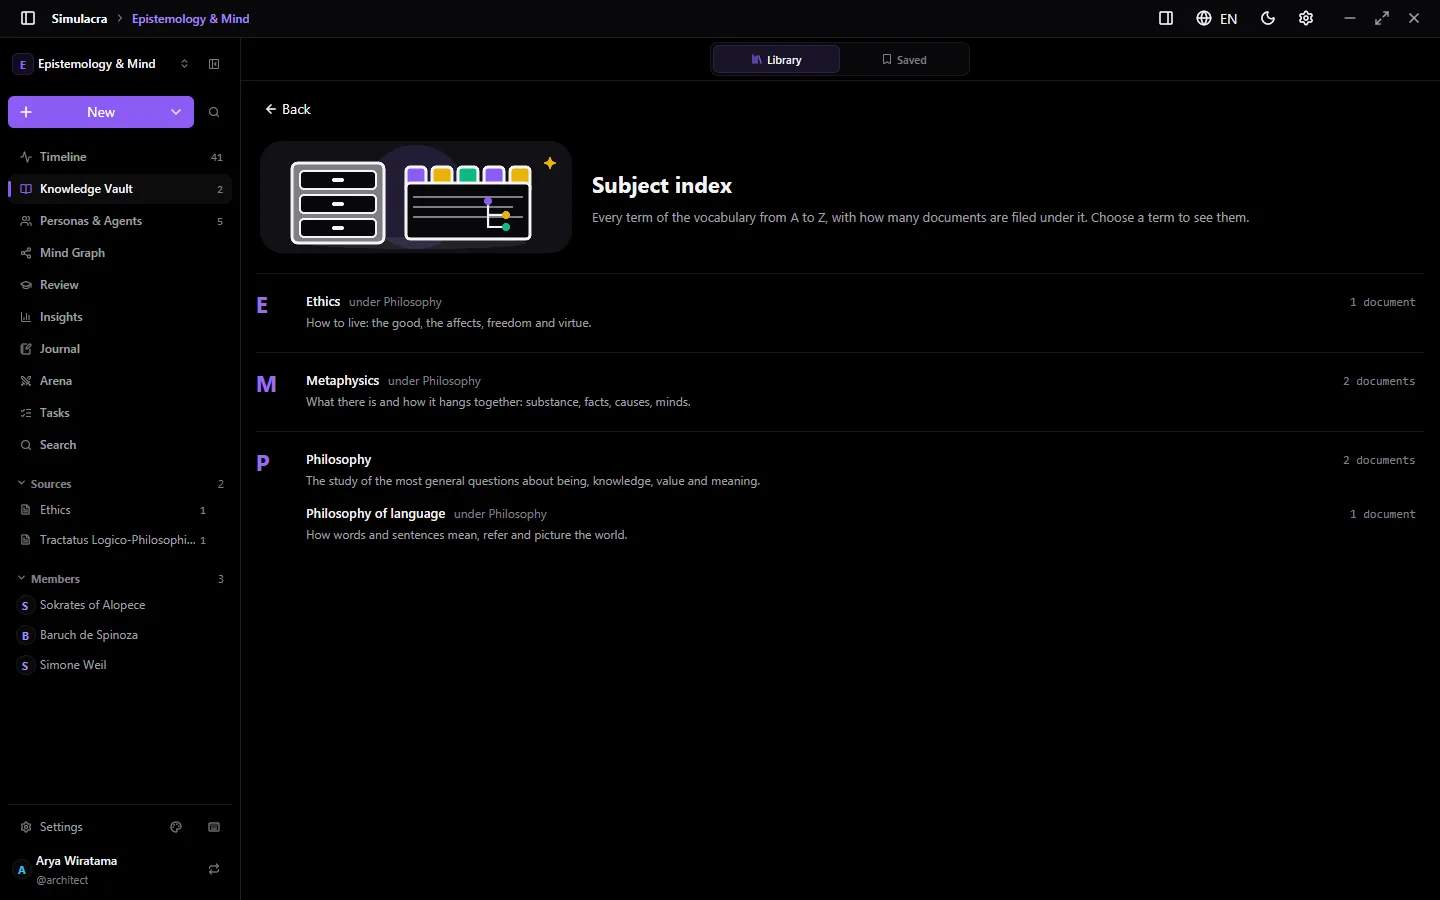 Simulacra > Epistemology & Mind
EN
E Epistemology & Mind
New
Timeline 41
Knowledge Vault 2
Personas & Agents 5
Mind Graph
Review
Insights
Journal
Arena
Tasks
Search
Sources 2
Ethics 1
Tractatus Logico-Philosophi... 1
Members 3
S Sokrates of Alopece
B Baruch de Spinoza
S Simone Weil
Settings
A Arya Wiratama
@architect
Library
Saved
Back
Subject index
Every term of the vocabulary from A to Z, with how many documents are filed under it. Choose a term to see them.
E
Ethics under Philosophy 1 document
How to live: the good, the affects, freedom and virtue.
M
Metaphysics under Philosophy 2 documents
What there is and how it hangs together: substance, facts, causes, minds.
P
Philosophy 2 documents
The study of the most general questions about being, knowledge, value and meaning.
Philosophy of language under Philosophy 1 document
How words and sentences mean, refer and picture the world.